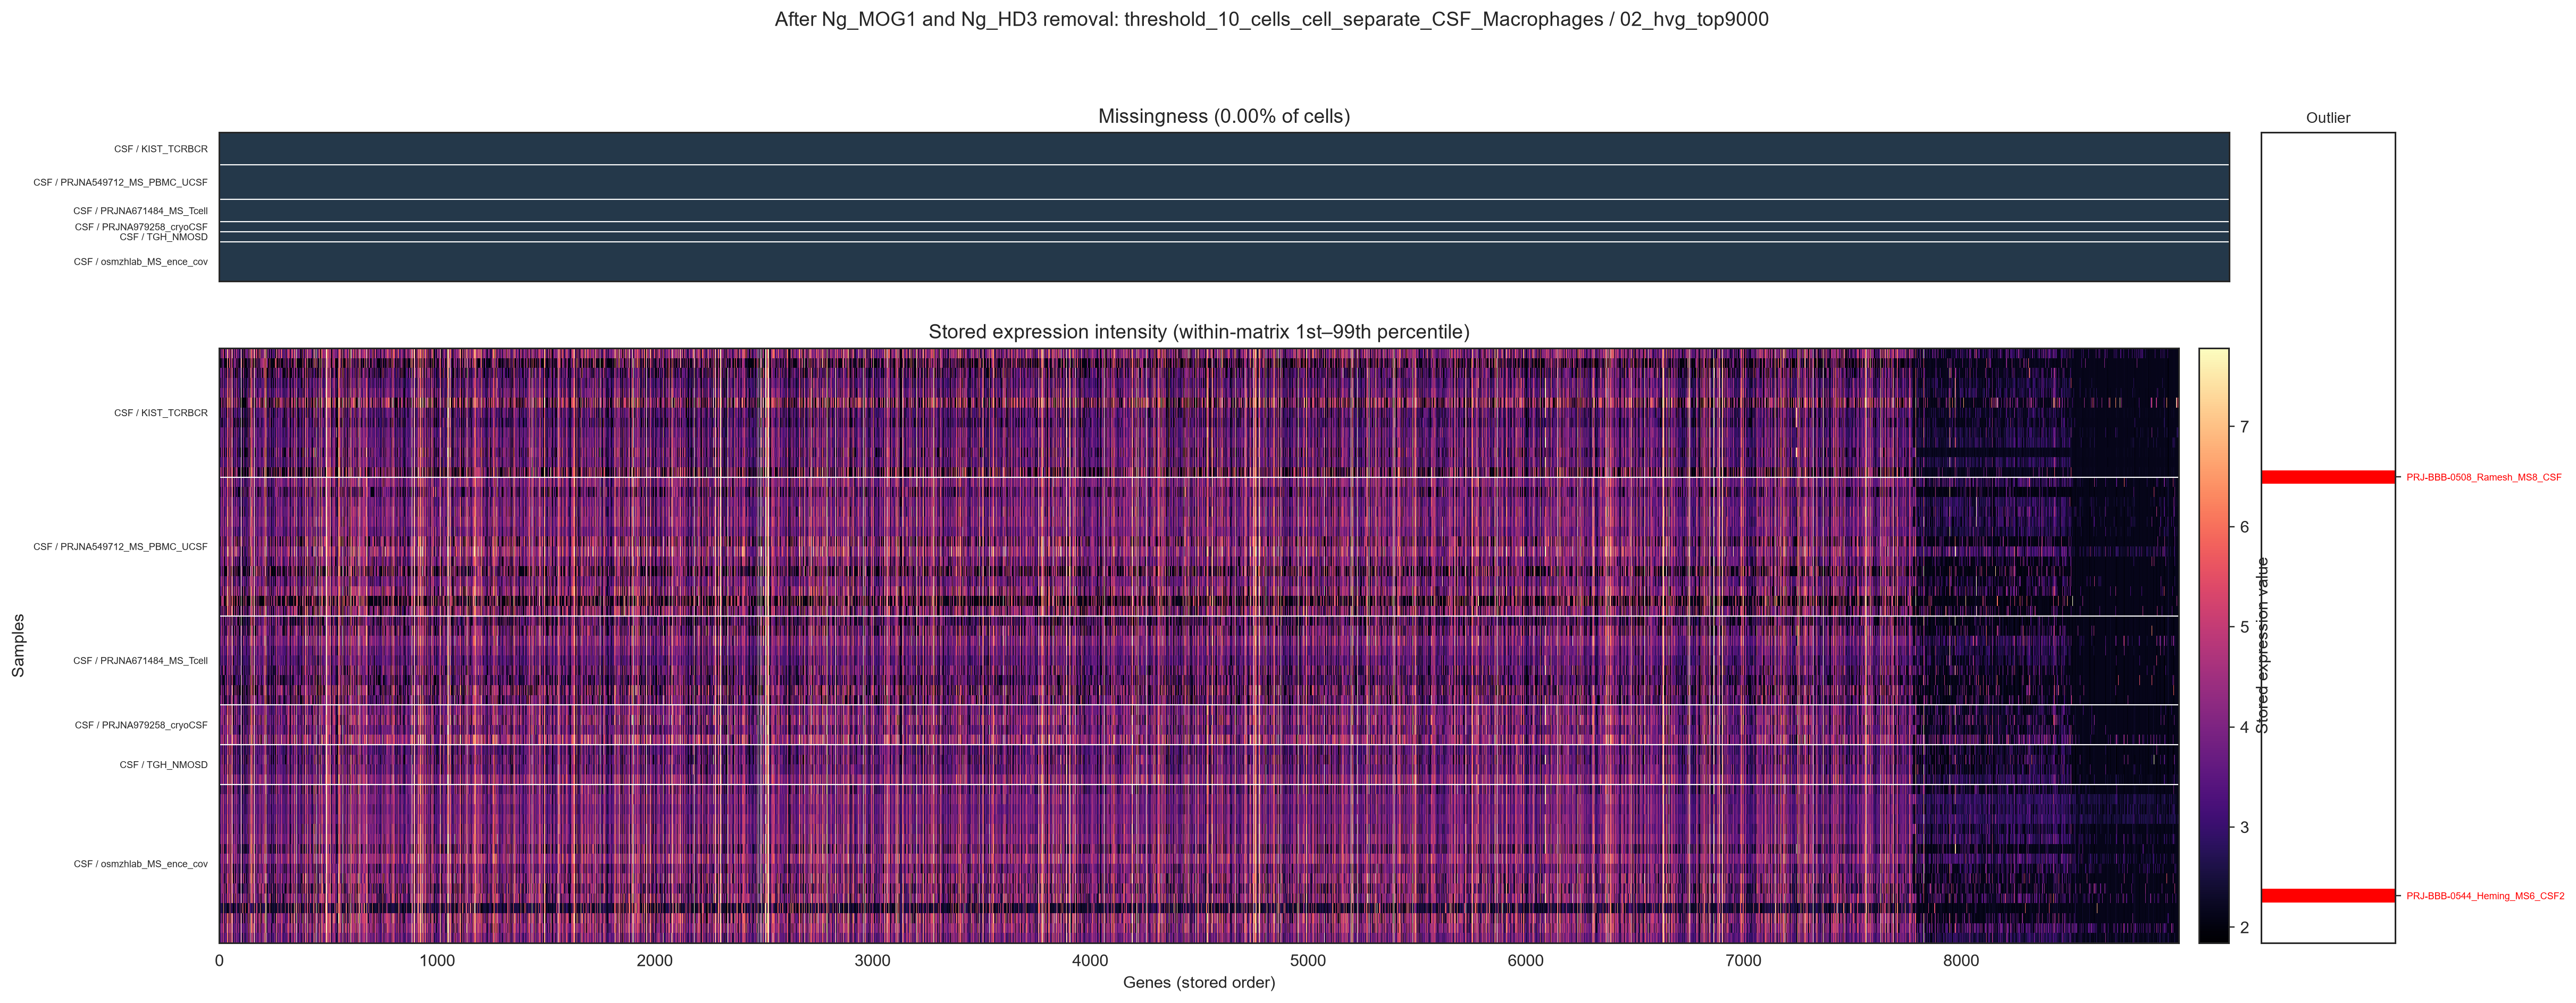 After Ng_MOG1 and Ng_HD3 removal: threshold_10_cells_cell_separate_CSF_Macrophages / 02_hvg_top9000
Missingness (0.00% of cells)
Outlier
CSF / KIST_TCRBCR
CSF / PRJNA549712_MS_PBMC_UCSF
CSF / PRJNA671484_MS_Tcell
CSF / PRJNA979258_cryoCSF
CSF / TGH_NMOSD
CSF / osmzhlab_MS_ence_cov
Stored expression intensity (within-matrix 1st–99th percentile)
Samples
CSF / KIST_TCRBCR
CSF / PRJNA549712_MS_PBMC_UCSF
CSF / PRJNA671484_MS_Tcell
CSF / PRJNA979258_cryoCSF
CSF / TGH_NMOSD
CSF / osmzhlab_MS_ence_cov
7
6
5
4
3
2
Stored expression value
PRJ-BBB-0508_Ramesh_MS8_CSF
PRJ-BBB-0544_Heming_MS6_CSF2
0 1000 2000 3000 4000 5000 6000 7000 8000
Genes (stored order)